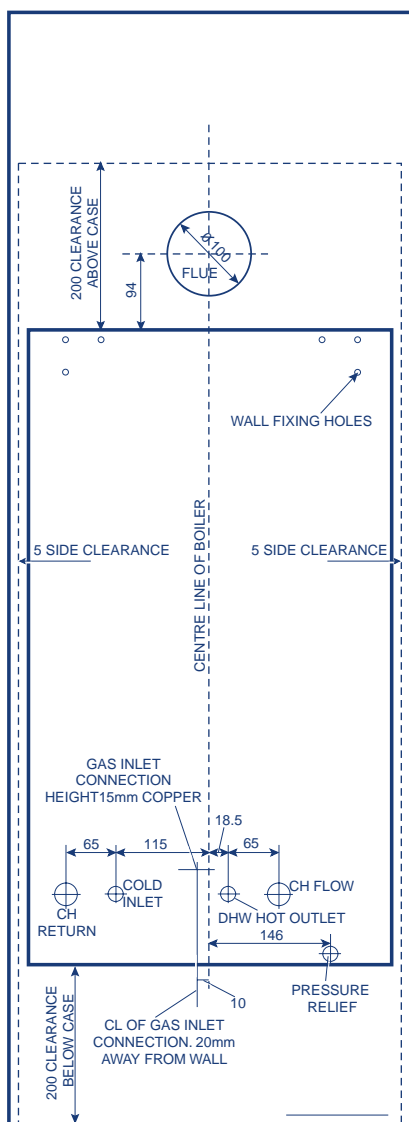 200 CLEARANCE
ABOVE CASE
94
Ø 100
FLUE
WALL FIXING HOLES
CENTRE LINE OF BOILER
5 SIDE CLEARANCE
5 SIDE CLEARANCE
GAS INLET
CONNECTION
HEIGHT15mm COPPER
18.5
65
115
65
COLD
INLET
CH FLOW
CH
RETURN
DHW HOT OUTLET
146
PRESSURE
RELIEF
10
CL OF GAS INLET
CONNECTION. 20mm
AWAY FROM WALL
200 CLEARANCE
BELOW CASE